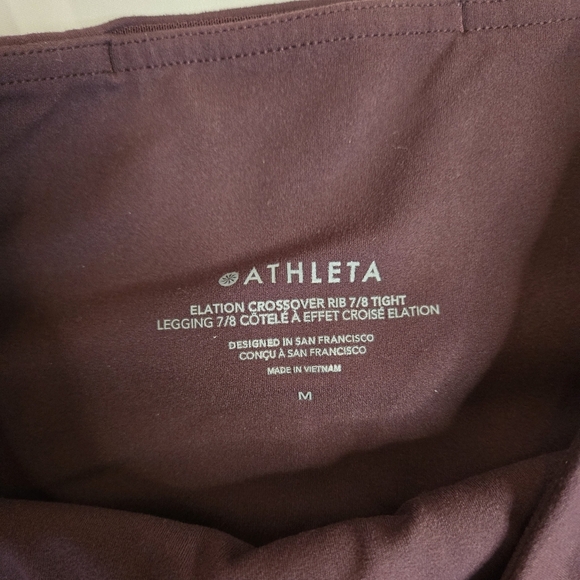 ATHLETA
ELATION CROSSOVER RIB 7/8 TIGHT
LEGGING 7/8 CÔTELÉ À EFFET CROISÉ ELATION
DESIGNED IN SAN FRANCISCO
CONÇU À SAN FRANCISCO
MADE IN VIETNAM
M